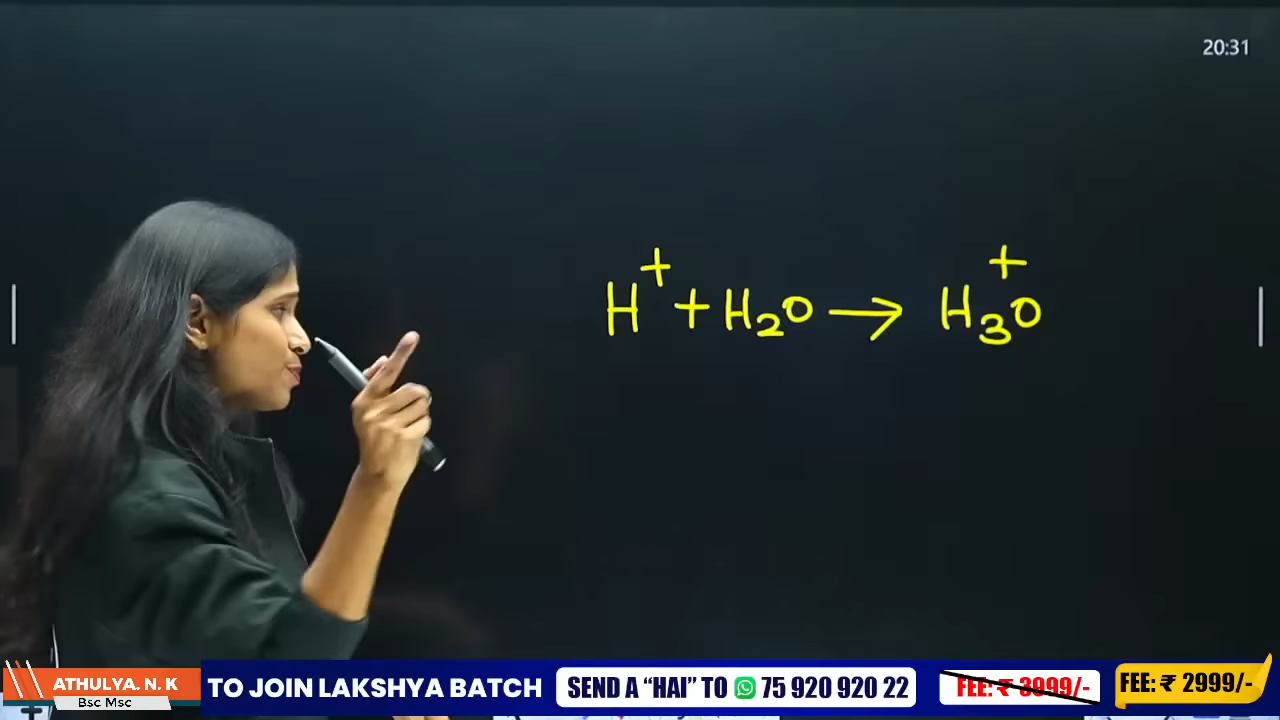 20:31
H⁺ + H₂O → H₃O⁺
ATHULYA. N. K
Bsc Msc
TO JOIN LAKSHYA BATCH
SEND A “HAI” TO 75 920 920 22
FEE: ₹ 3999/-
FEE: ₹ 2999/-